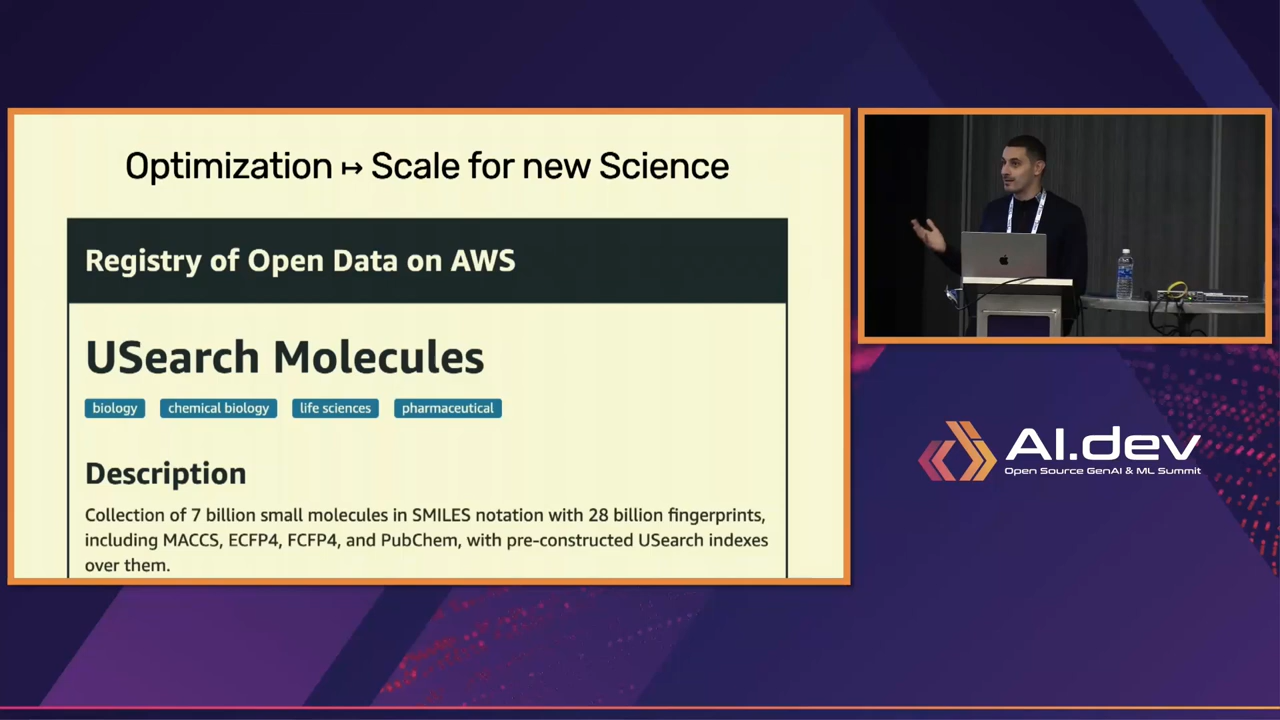 Optimization ↦ Scale for new Science
Registry of Open Data on AWS
USearch Molecules
biology chemical biology life sciences pharmaceutical
Description
Collection of 7 billion small molecules in SMILES notation with 28 billion fingerprints,
including MACCS, ECFP4, FCFP4, and PubChem, with pre-constructed USearch indexes
over them.
AI.dev
Open Source GenAI & ML Summit